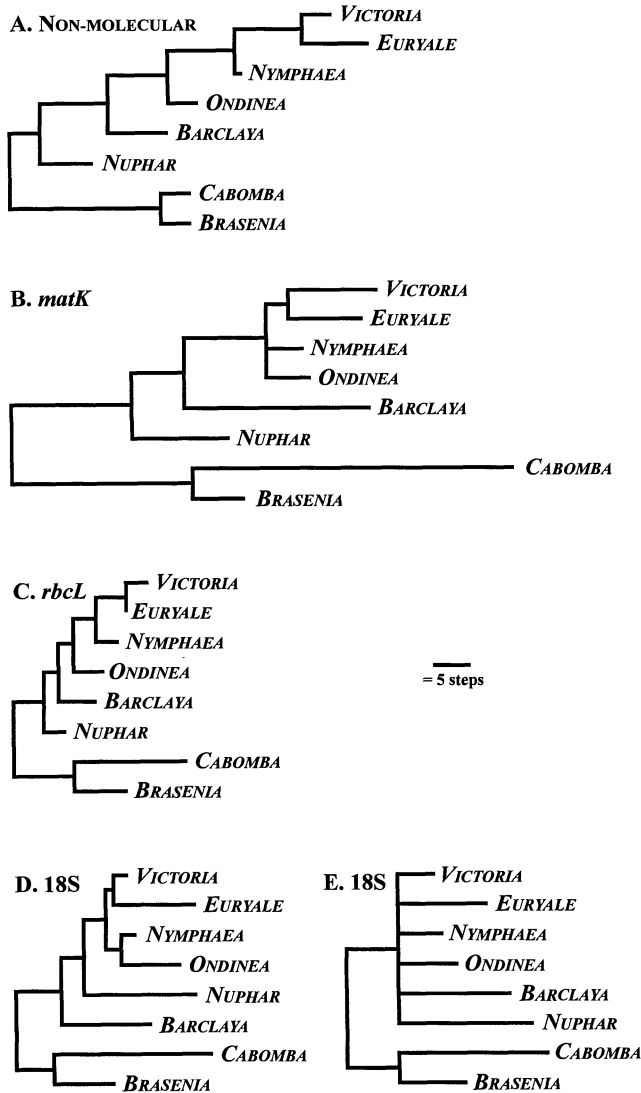 A. NON-MOLECULAR
VICTORIA
EURYALE
NYMPHAEA
ONDINEA
BARCLAYA
NUPHAR
CABOMBA
BRASENIA
B. matK
VICTORIA
EURYALE
NYMPHAEA
ONDINEA
BARCLAYA
NUPHAR
CABOMBA
BRASENIA
C. rbcL
VICTORIA
EURYALE
NYMPHAEA
ONDINEA
BARCLAYA
NUPHAR
CABOMBA
BRASENIA
= 5 steps
D. 18S
VICTORIA
EURYALE
NYMPHAEA
ONDINEA
NUPHAR
BARCLAYA
CABOMBA
BRASENIA
E. 18S
VICTORIA
EURYALE
NYMPHAEA
ONDINEA
BARCLAYA
NUPHAR
CABOMBA
BRASENIA